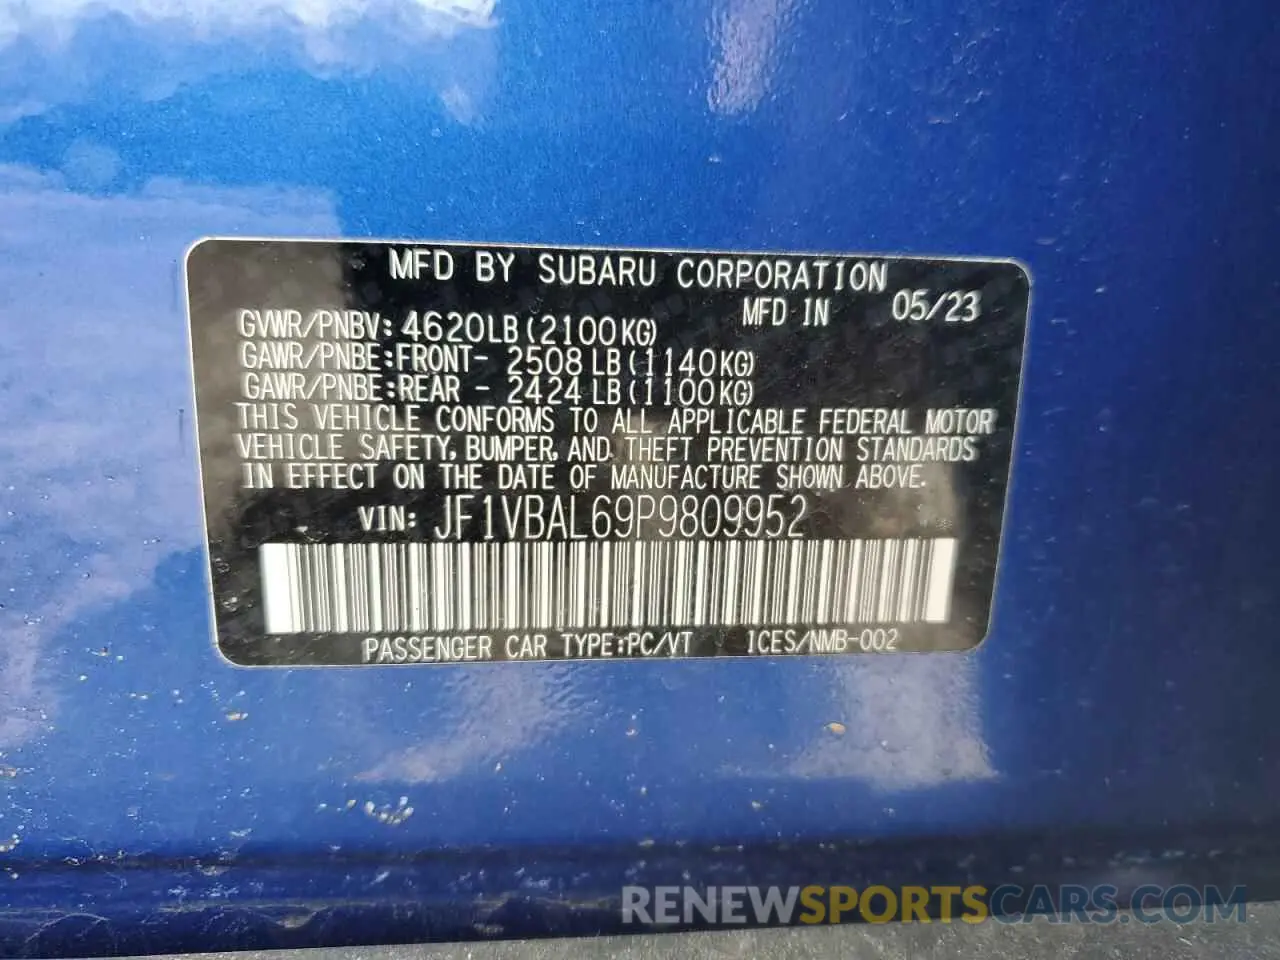 MFD BY SUBARU CORPORATION
MFD IN 05/23
GVWR/PNBV: 4620LB (2100KG)
GAWR/PNBE:FRONT- 2508 LB (1140KG)
GAWR/PNBE:REAR - 2424 LB (1100KG)
THIS VEHICLE CONFORMS TO ALL APPLICABLE FEDERAL MOTOR
VEHICLE SAFETY, BUMPER, AND THEFT PREVENTION STANDARDS
IN EFFECT ON THE DATE OF MANUFACTURE SHOWN ABOVE.
VIN: JF1VBAL69P9809952
PASSENGER CAR TYPE:PC/VT ICES/NMB-002
RENEWSPORTSCARS.COM